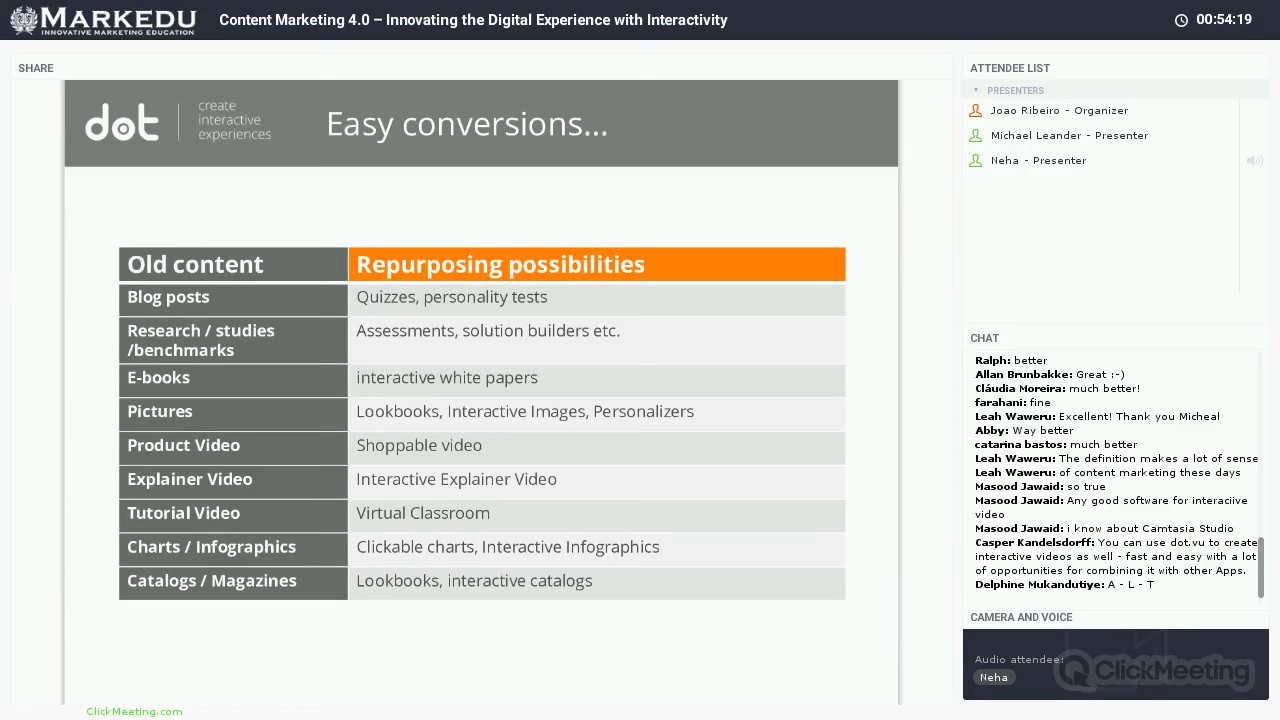 MARKEDU
INNOVATIVE MARKETING EDUCATION
Content Marketing 4.0 – Innovating the Digital Experience with Interactivity
00:54:19
SHARE
dot
create
interactive
experiences
Easy conversions...
Old content Repurposing possibilities
Blog posts Quizzes, personality tests
Research / studies
/benchmarks Assessments, solution builders etc.
E-books interactive white papers
Pictures Lookbooks, Interactive Images, Personalizers
Product Video Shoppable video
Explainer Video Interactive Explainer Video
Tutorial Video Virtual Classroom
Charts / Infographics Clickable charts, Interactive Infographics
Catalogs / Magazines Lookbooks, interactive catalogs
ClickMeeting.com
ATTENDEE LIST
PRESENTERS
Joao Ribeiro - Organizer
Michael Leander - Presenter
Neha - Presenter
CHAT
Ralph: better
Allan Brunbakke: Great :-)
Cláudia Moreira: much better!
farahani: fine
Leah Waweru: Excellent! Thank you Micheal
Abby: Way better
catarina bastos: much better
Leah Waweru: The definition makes a lot of sense
Leah Waweru: of content marketing these days
Masood Jawaid: so true
Masood Jawaid: Any good software for interaciive
video
Masood Jawaid: i know about Camtasia Studio
Casper Kandelsdorff: You can use dot.vu to create
interactive videos as well - fast and easy with a lot
of opportunities for combining it with other Apps.
Delphine Mukandutiye: A - L - T
CAMERA AND VOICE
Audio attendee:
Neha
ClickMeeting